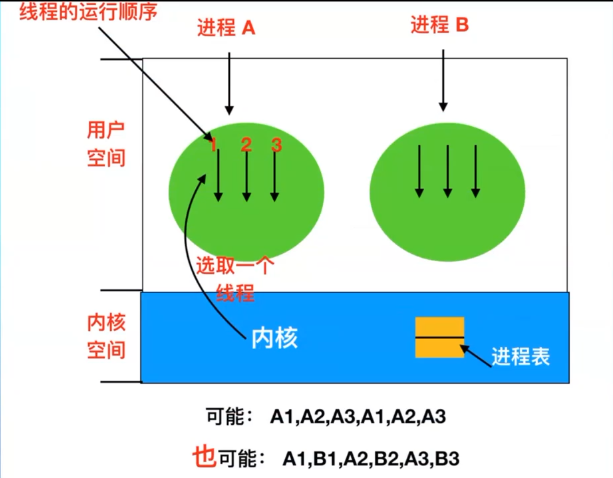 线程的运行顺序
进程 A
进程 B
用户
空间
1 2 3
选取一个
线程
内核
空间
内核
进程表
可能： A1,A2,A3,A1,A2,A3
也可能： A1,B1,A2,B2,A3,B3